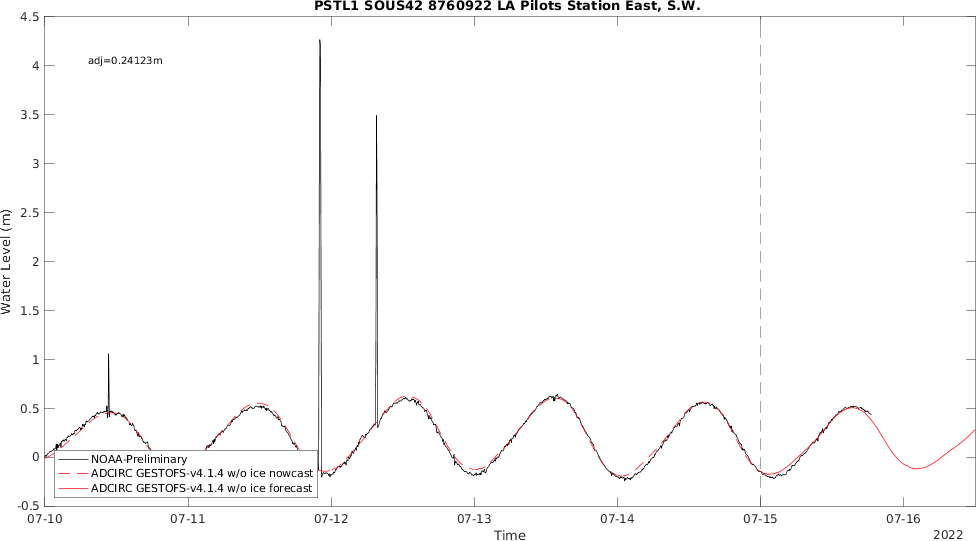 PSTL1 SOUS42 8760922 LA Pilots Station East, S.W.
4.5
adj=0.24123m
4
3.5
3
2.5
2
1.5
1
0.5
0
-0.5
Water Level (m)
NOAA-Preliminary
ADCIRC GESTOFS-v4.1.4 w/o ice nowcast
ADCIRC GESTOFS-v4.1.4 w/o ice forecast
07-10 07-11 07-12 07-13 07-14 07-15 07-16
Time
2022